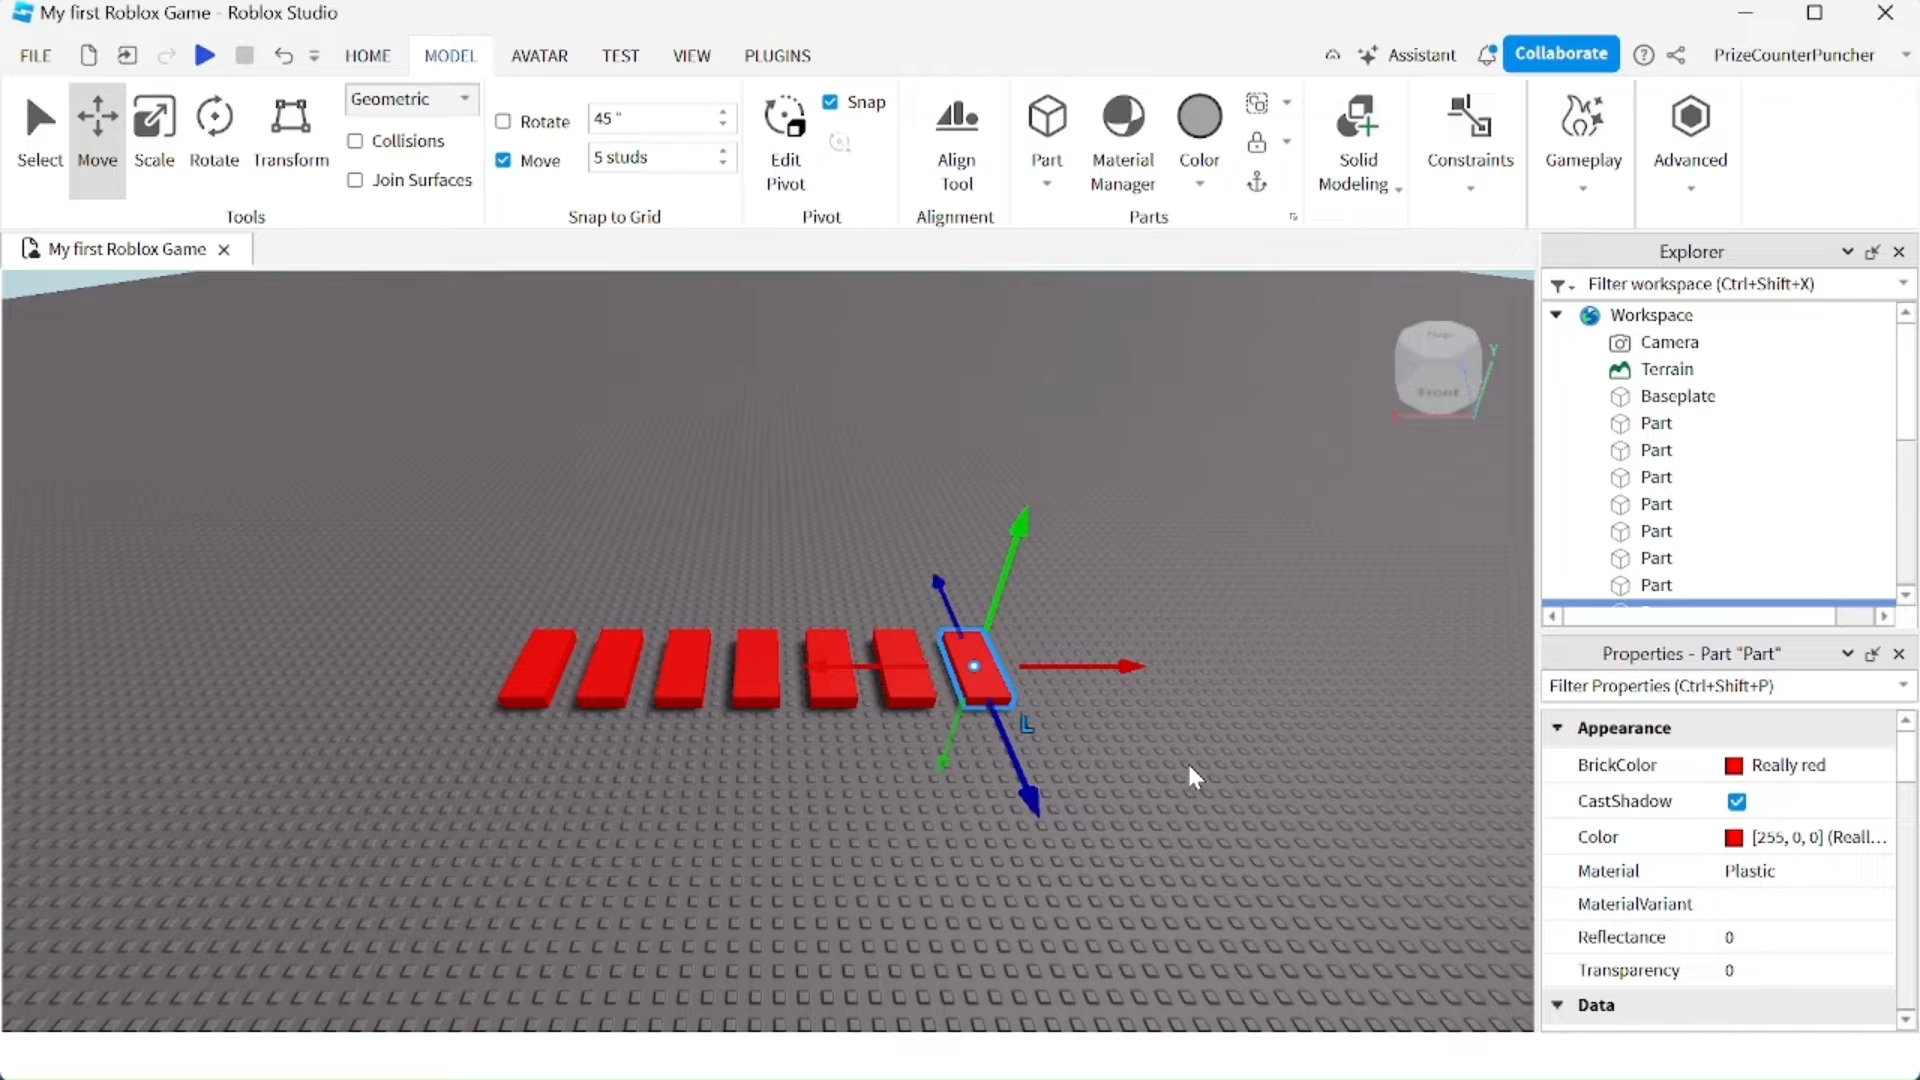 My first Roblox Game - Roblox Studio
FILE HOME MODEL AVATAR TEST VIEW PLUGINS Assistant Collaborate PrizeCounterPuncher
Select Move Scale Rotate Transform
Geometric
Collisions
Join Surfaces
Tools
Rotate 45 °
Move 5 studs
Snap to Grid
Edit
Pivot
Snap
Pivot
Align
Tool
Alignment
Part
Material
Manager
Color
Parts
Solid
Modeling
Constraints
Gameplay
Advanced
My first Roblox Game
Explorer
Filter workspace (Ctrl+Shift+X)
Workspace
Camera
Terrain
Baseplate
Part
Part
Part
Part
Part
Part
Part
Y
Front
L
Properties - Part "Part"
Filter Properties (Ctrl+Shift+P)
Appearance
BrickColor Really red
CastShadow
Color [255, 0, 0] (Reall...
Material Plastic
MaterialVariant
Reflectance 0
Transparency 0
Data